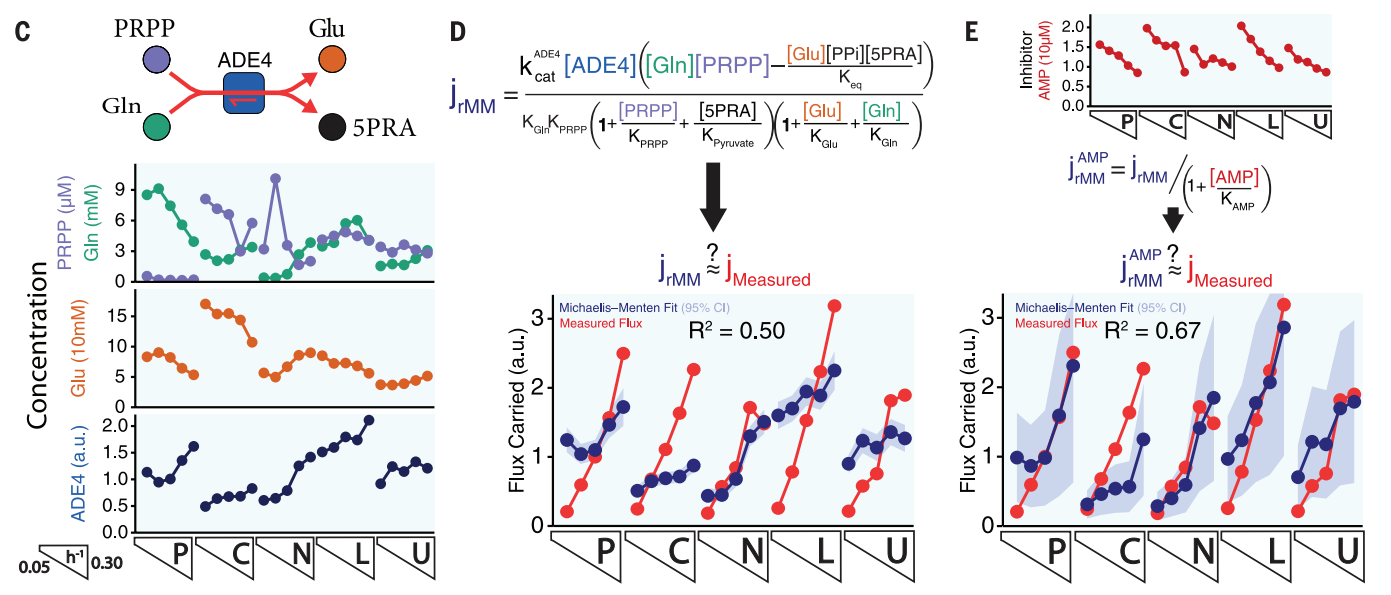 C
PRPP
Glu
ADE4
Gln
5PRA
Concentration
PRPP (μM)
Gln (mM)
9
6
3
0
Glu (10mM)
15
10
5
0
ADE4 (a.u.)
2.0
1.5
1.0
0.5
0.0
0.05 h⁻¹ 0.30
P C N L U
D
j_rMM = k_cat^ADE4 [ADE4] ([Gln][PRPP] − [Glu][PPi][5PRA] / K_eq)
K_Gln K_PRPP (1 + [PRPP] / K_PRPP + [5PRA] / K_Pyruvate) (1 + [Glu] / K_Glu + [Gln] / K_Gln)
?
j_rMM ≈ j_Measured
Michaelis–Menten Fit (95% CI)
Measured Flux
R² = 0.50
Flux Carried (a.u.)
3
2
1
0
P C N L U
E
Inhibitor
AMP (10μM)
2.0
1.5
1.0
0.5
0.0
P C N L U
j_rMM^AMP = j_rMM / (1 + [AMP] / K_AMP)
?
j_rMM^AMP ≈ j_Measured
Michaelis–Menten Fit (95% CI)
Measured Flux
R² = 0.67
Flux Carried (a.u.)
3
2
1
0
P C N L U